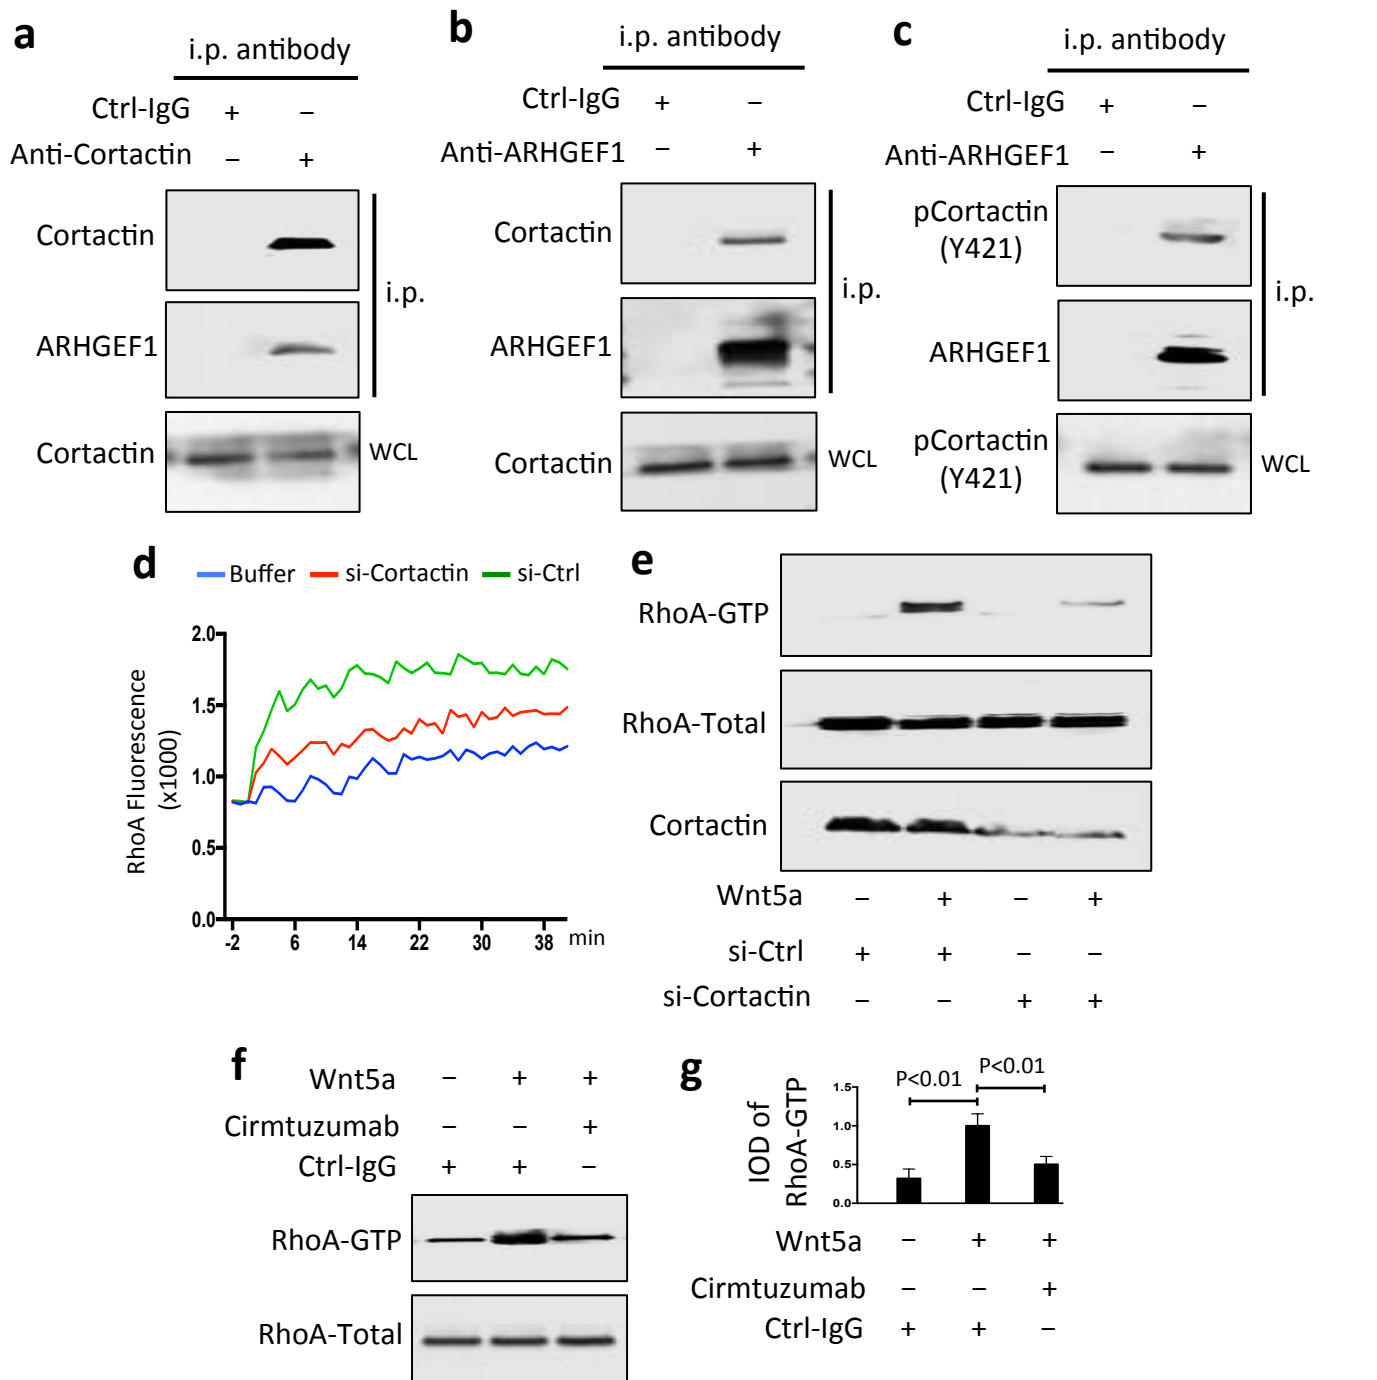 a
i.p. antibody
Ctrl-IgG + −
Anti-Cortactin − +
Cortactin
ARHGEF1
i.p.
Cortactin
WCL
b
i.p. antibody
Ctrl-IgG + −
Anti-ARHGEF1 − +
Cortactin
ARHGEF1
i.p.
Cortactin
WCL
c
i.p. antibody
Ctrl-IgG + −
Anti-ARHGEF1 − +
pCortactin
(Y421)
ARHGEF1
i.p.
pCortactin
(Y421)
WCL
d
Buffer si-Cortactin si-Ctrl
RhoA Fluorescence
(x1000)
2.0
1.5
1.0
0.5
0.0
-2 6 14 22 30 38 min
e
RhoA-GTP
RhoA-Total
Cortactin
Wnt5a − + − +
si-Ctrl + + − −
si-Cortactin − − + +
f
Wnt5a − + +
Cirmtuzumab − − +
Ctrl-IgG + + −
RhoA-GTP
RhoA-Total
g
P<0.01
P<0.01
IOD of
RhoA-GTP
1.5
1.0
0.5
0.0
Wnt5a − + +
Cirmtuzumab − − +
Ctrl-IgG + + −